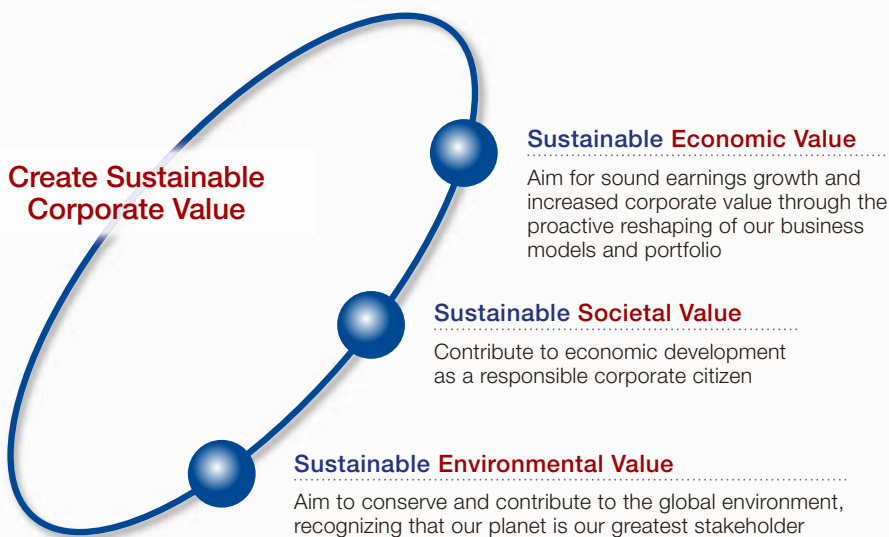 Create Sustainable
Corporate Value
Sustainable Economic Value
Aim for sound earnings growth and
increased corporate value through the
proactive reshaping of our business
models and portfolio
Sustainable Societal Value
Contribute to economic development
as a responsible corporate citizen
Sustainable Environmental Value
Aim to conserve and contribute to the global environment,
recognizing that our planet is our greatest stakeholder